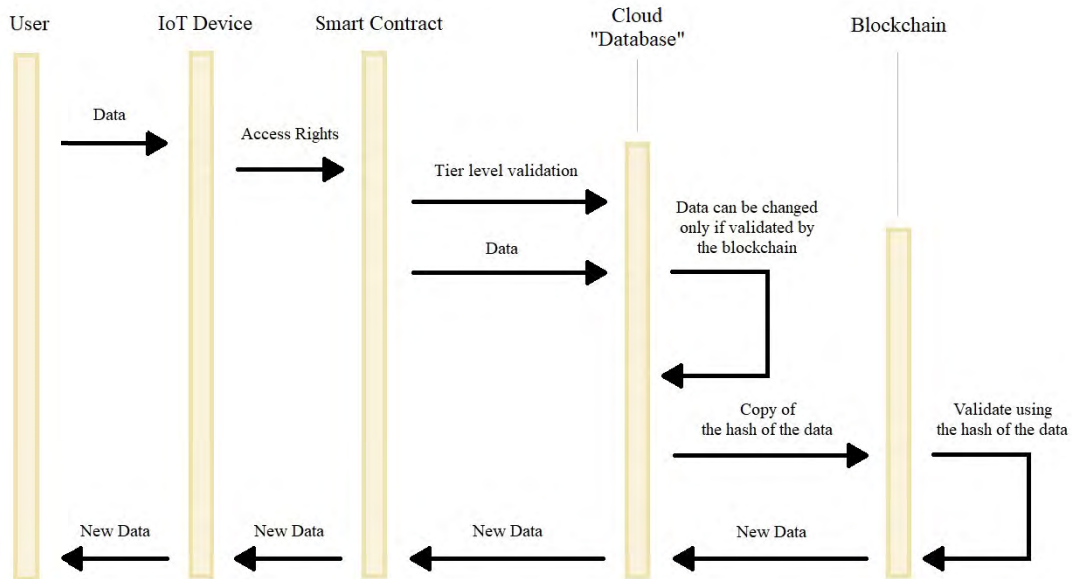 User
IoT Device
Smart Contract
Cloud
"Database"
Blockchain
Data
Access Rights
Tier level validation
Data can be changed
only if validated by
the blockchain
Data
Copy of
the hash of the data
Validate using
the hash of the data
New Data
New Data
New Data
New Data